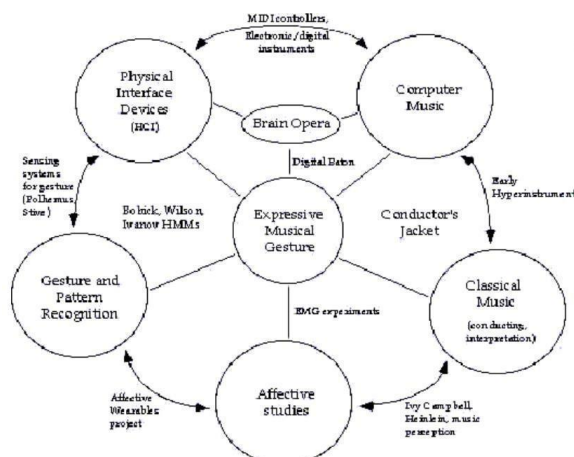 MIDI controllers,
Electronic/digital
instruments
Physical
Interface
Devices
(HCI)
Computer
Music
Brain Opera
Digital Baton
Sensing
systems
for gesture
(Polhemus,
Early
Hyperinstruments
Bobick, Wilson,
Ivanov HMMs
Expressive
Musical
Gesture
Conductor's
Jacket
Gesture and
Pattern
Recognition
Classical
Music
(conducting,
interpretation)
EMG experiments
Affective
Wearables
project
Affective
studies
Ivy Campbell,
Heinlein, music
perception